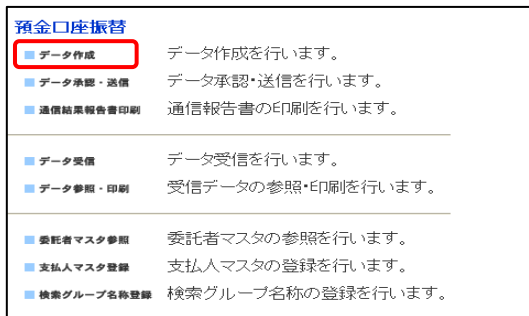 預金口座振替
データ作成 データ作成を行います。
データ承認・送信 データ承認・送信を行います。
通信結果報告書印刷 通信報告書の印刷を行います。
データ受信 データ受信を行います。
データ参照・印刷 受信データの参照・印刷を行います。
委託者マスタ参照 委託者マスタの参照を行います。
支払人マスタ登録 支払人マスタの登録を行います。
検索グループ名称登録 検索グループ名称の登録を行います。